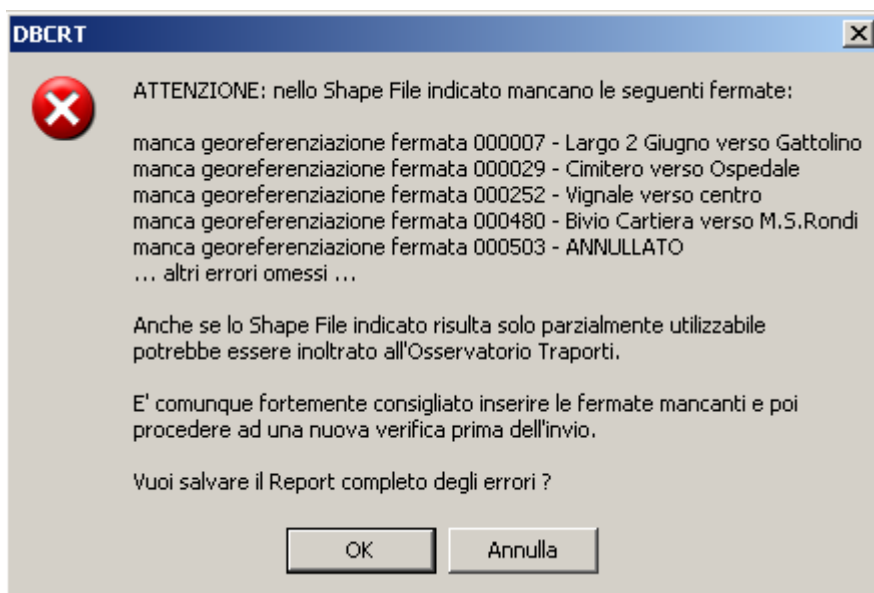 DBCRT
ATTENZIONE: nello Shape File indicato mancano le seguenti fermate:
manca georeferenziazione fermata 000007 - Largo 2 Giugno verso Gattolino
manca georeferenziazione fermata 000029 - Cimitero verso Ospedale
manca georeferenziazione fermata 000252 - Vignale verso centro
manca georeferenziazione fermata 000480 - Bivio Cartiera verso M.S.Rondi
manca georeferenziazione fermata 000503 - ANNULLATO
... altri errori omessi ...
Anche se lo Shape File indicato risulta solo parzialmente utilizzabile
potrebbe essere inoltrato all'Osservatorio Traporti.
E' comunque fortemente consigliato inserire le fermate mancanti e poi
procedere ad una nuova verifica prima dell'invio.
Vuoi salvare il Report completo degli errori ?
OK
Annulla